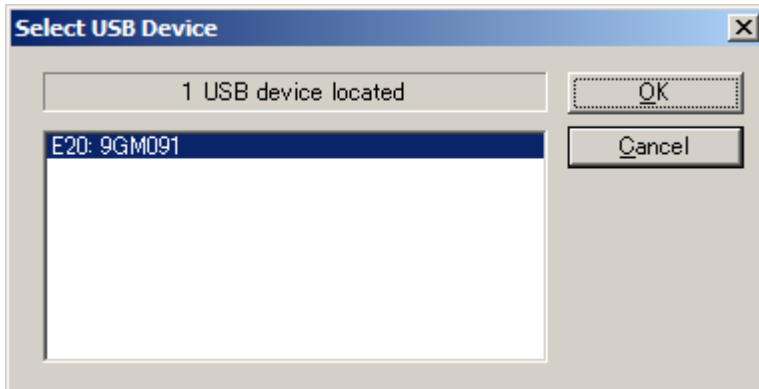 Select USB Device
1 USB device located
OK
E20: 9GM091
Cancel